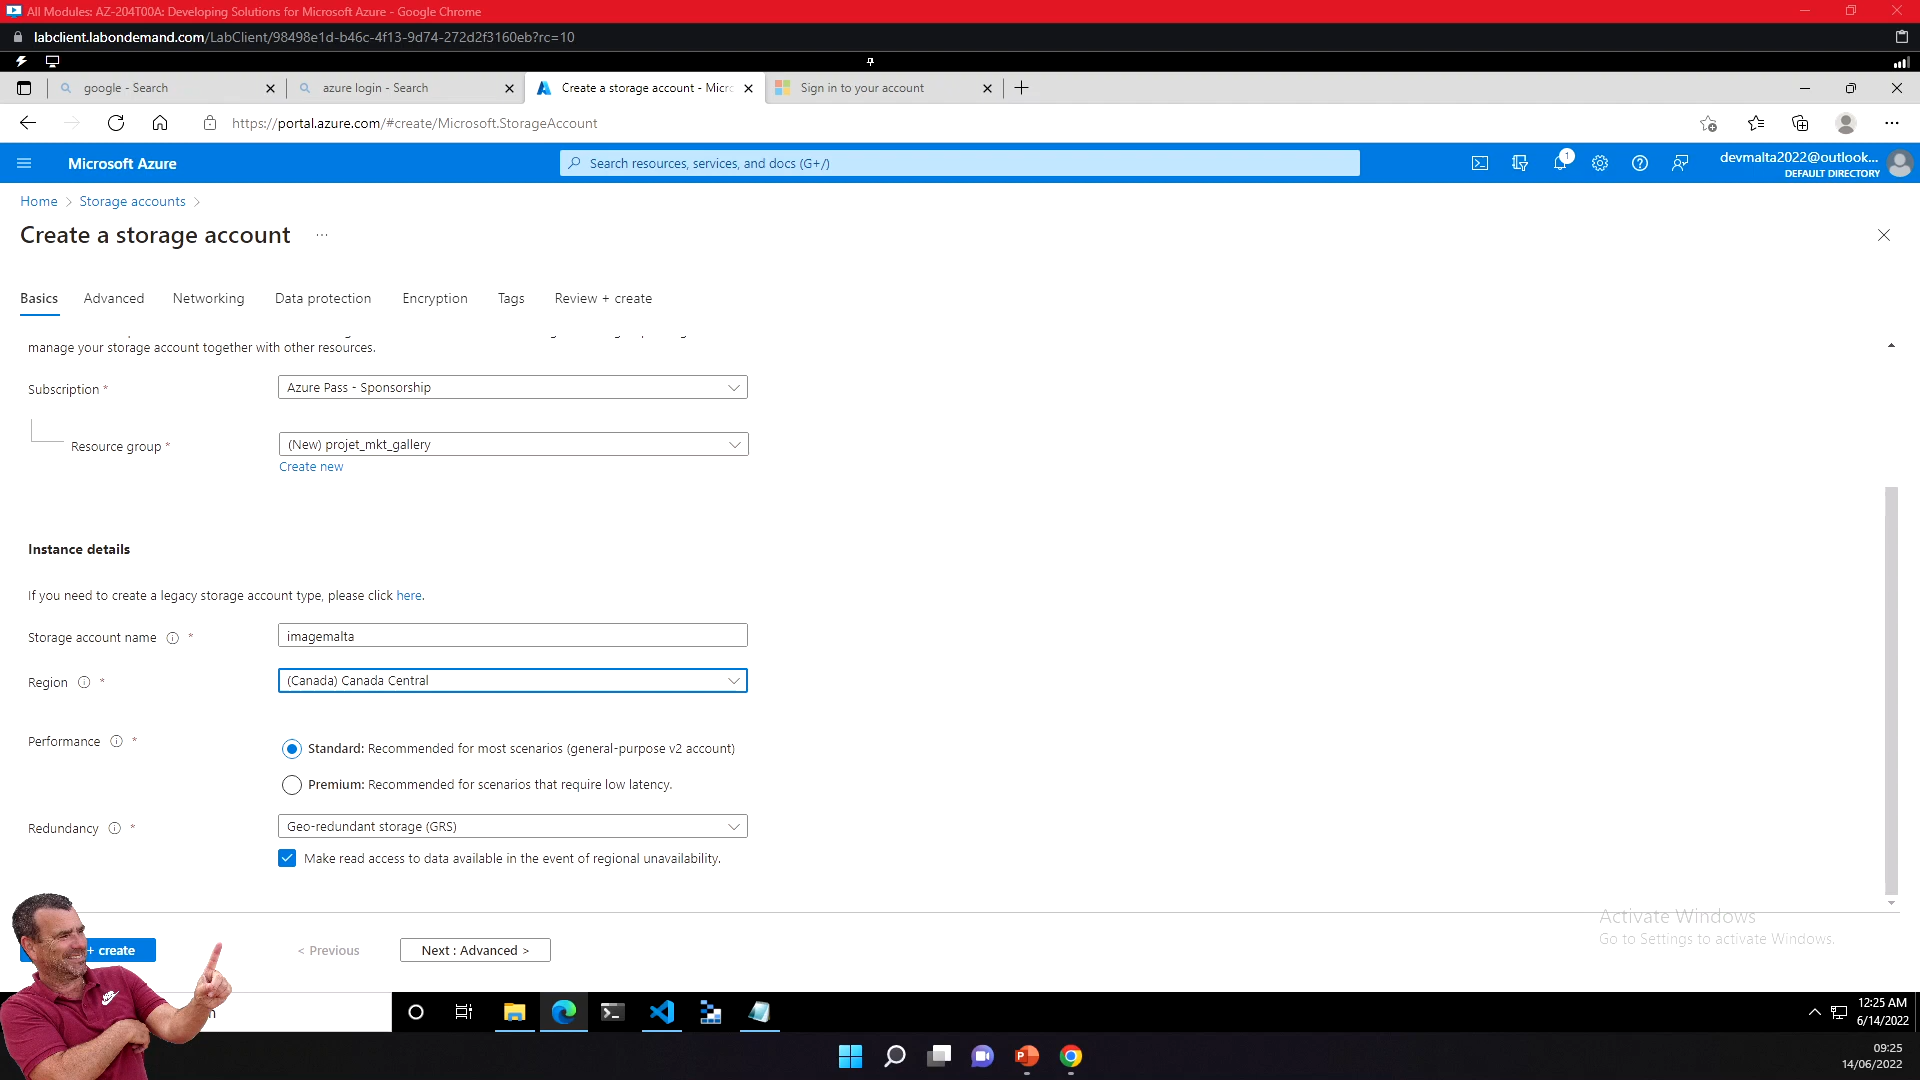 All Modules: AZ-204T00A: Developing Solutions for Microsoft Azure - Google Chrome
labclient.labondemand.com/LabClient/98498e1d-b46c-4f13-9d74-272d2f3160eb?rc=10
google - Search
azure login - Search
Create a storage account - Micr
Sign in to your account
https://portal.azure.com/#create/Microsoft.StorageAccount
Microsoft Azure
Search resources, services, and docs (G+/)
1
devmalta2022@outlook...
DEFAULT DIRECTORY
Home > Storage accounts >
Create a storage account ...
Basics
Advanced
Networking
Data protection
Encryption
Tags
Review + create
manage your storage account together with other resources.
Subscription *
Azure Pass - Sponsorship
Resource group *
(New) projet_mkt_gallery
Create new
Instance details
If you need to create a legacy storage account type, please click here.
Storage account name *
imagemalta
Region *
(Canada) Canada Central
Performance *
Standard: Recommended for most scenarios (general-purpose v2 account)
Premium: Recommended for scenarios that require low latency.
Redundancy *
Geo-redundant storage (GRS)
Make read access to data available in the event of regional unavailability.
Activate Windows
Go to Settings to activate Windows.
+ create
< Previous
Next : Advanced >
12:25 AM
6/14/2022
09:25
14/06/2022